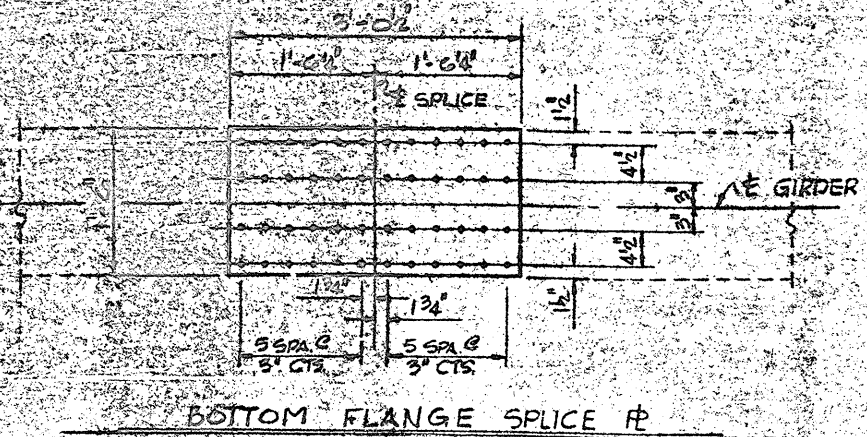 3'-0½"
1'-6¼" 1'-6¼"
℄ SPLICE
1½"
4½"
3"
℄ GIRDER
3"
4½"
1½"
1¾"
1¾"
5 SPA. @ 5 SPA. @
3" CTS. 3" CTS.
BOTTOM FLANGE SPLICE ℙL